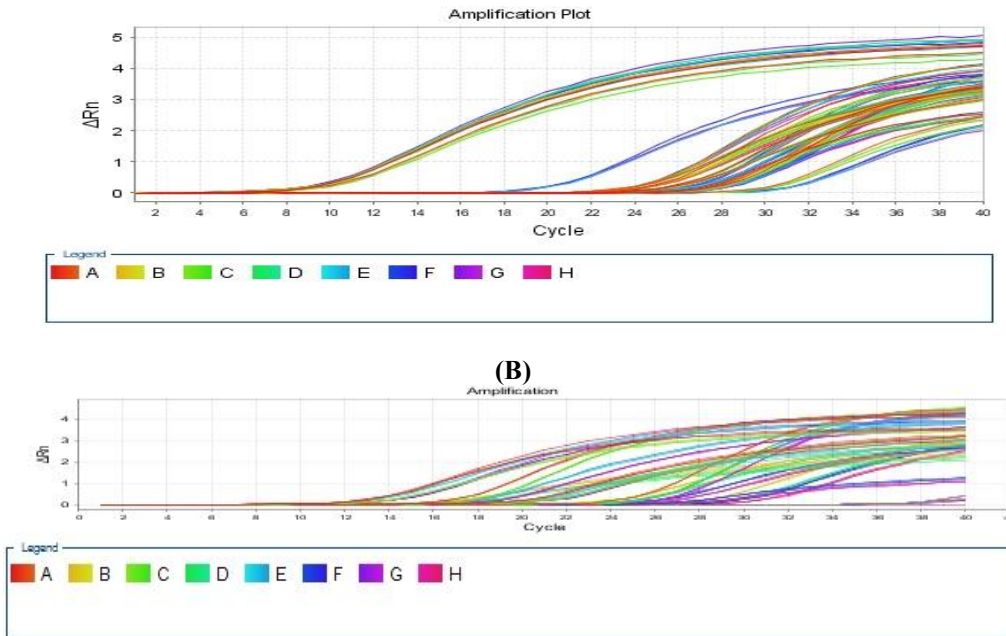 Amplification Plot
5
4
3
2
1
0
ΔRn
2 4 6 8 10 12 14 16 18 20 22 24 26 28 30 32 34 36 38 40
Cycle
Legend
A B C D E F G H
(B)
Amplification
4
3
2
1
0
ΔRn
0 2 4 6 8 10 12 14 16 18 20 22 24 26 28 30 32 34 36 38 40
Cycle
Legend
A B C D E F G H